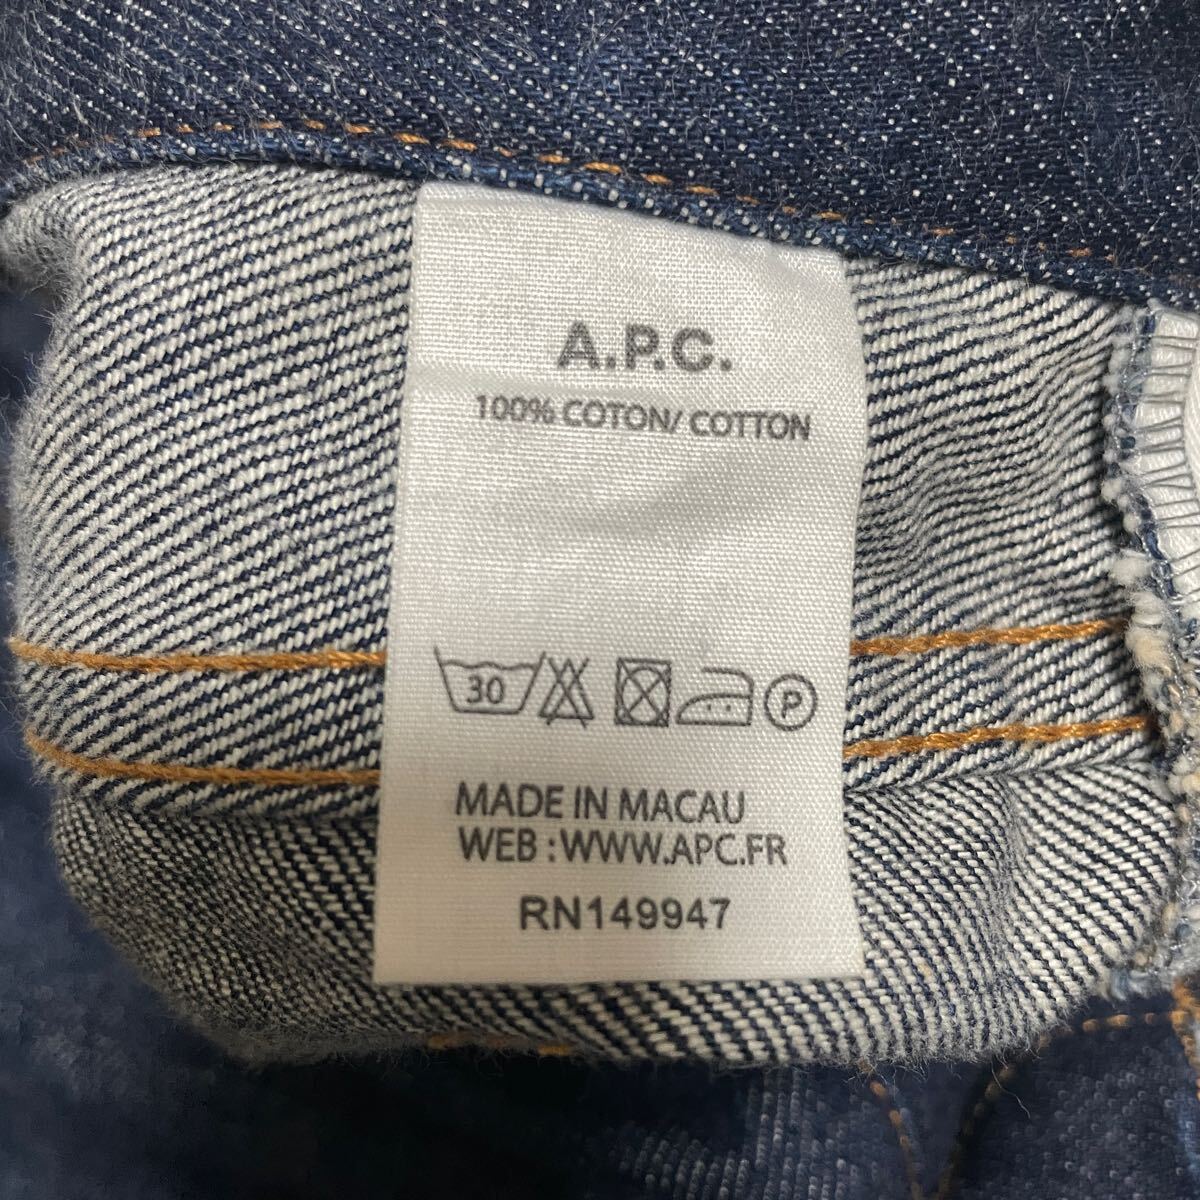 A.P.C.
100% COTON/ COTTON
30 P
MADE IN MACAU
WEB : WWW.APC.FR
RN149947